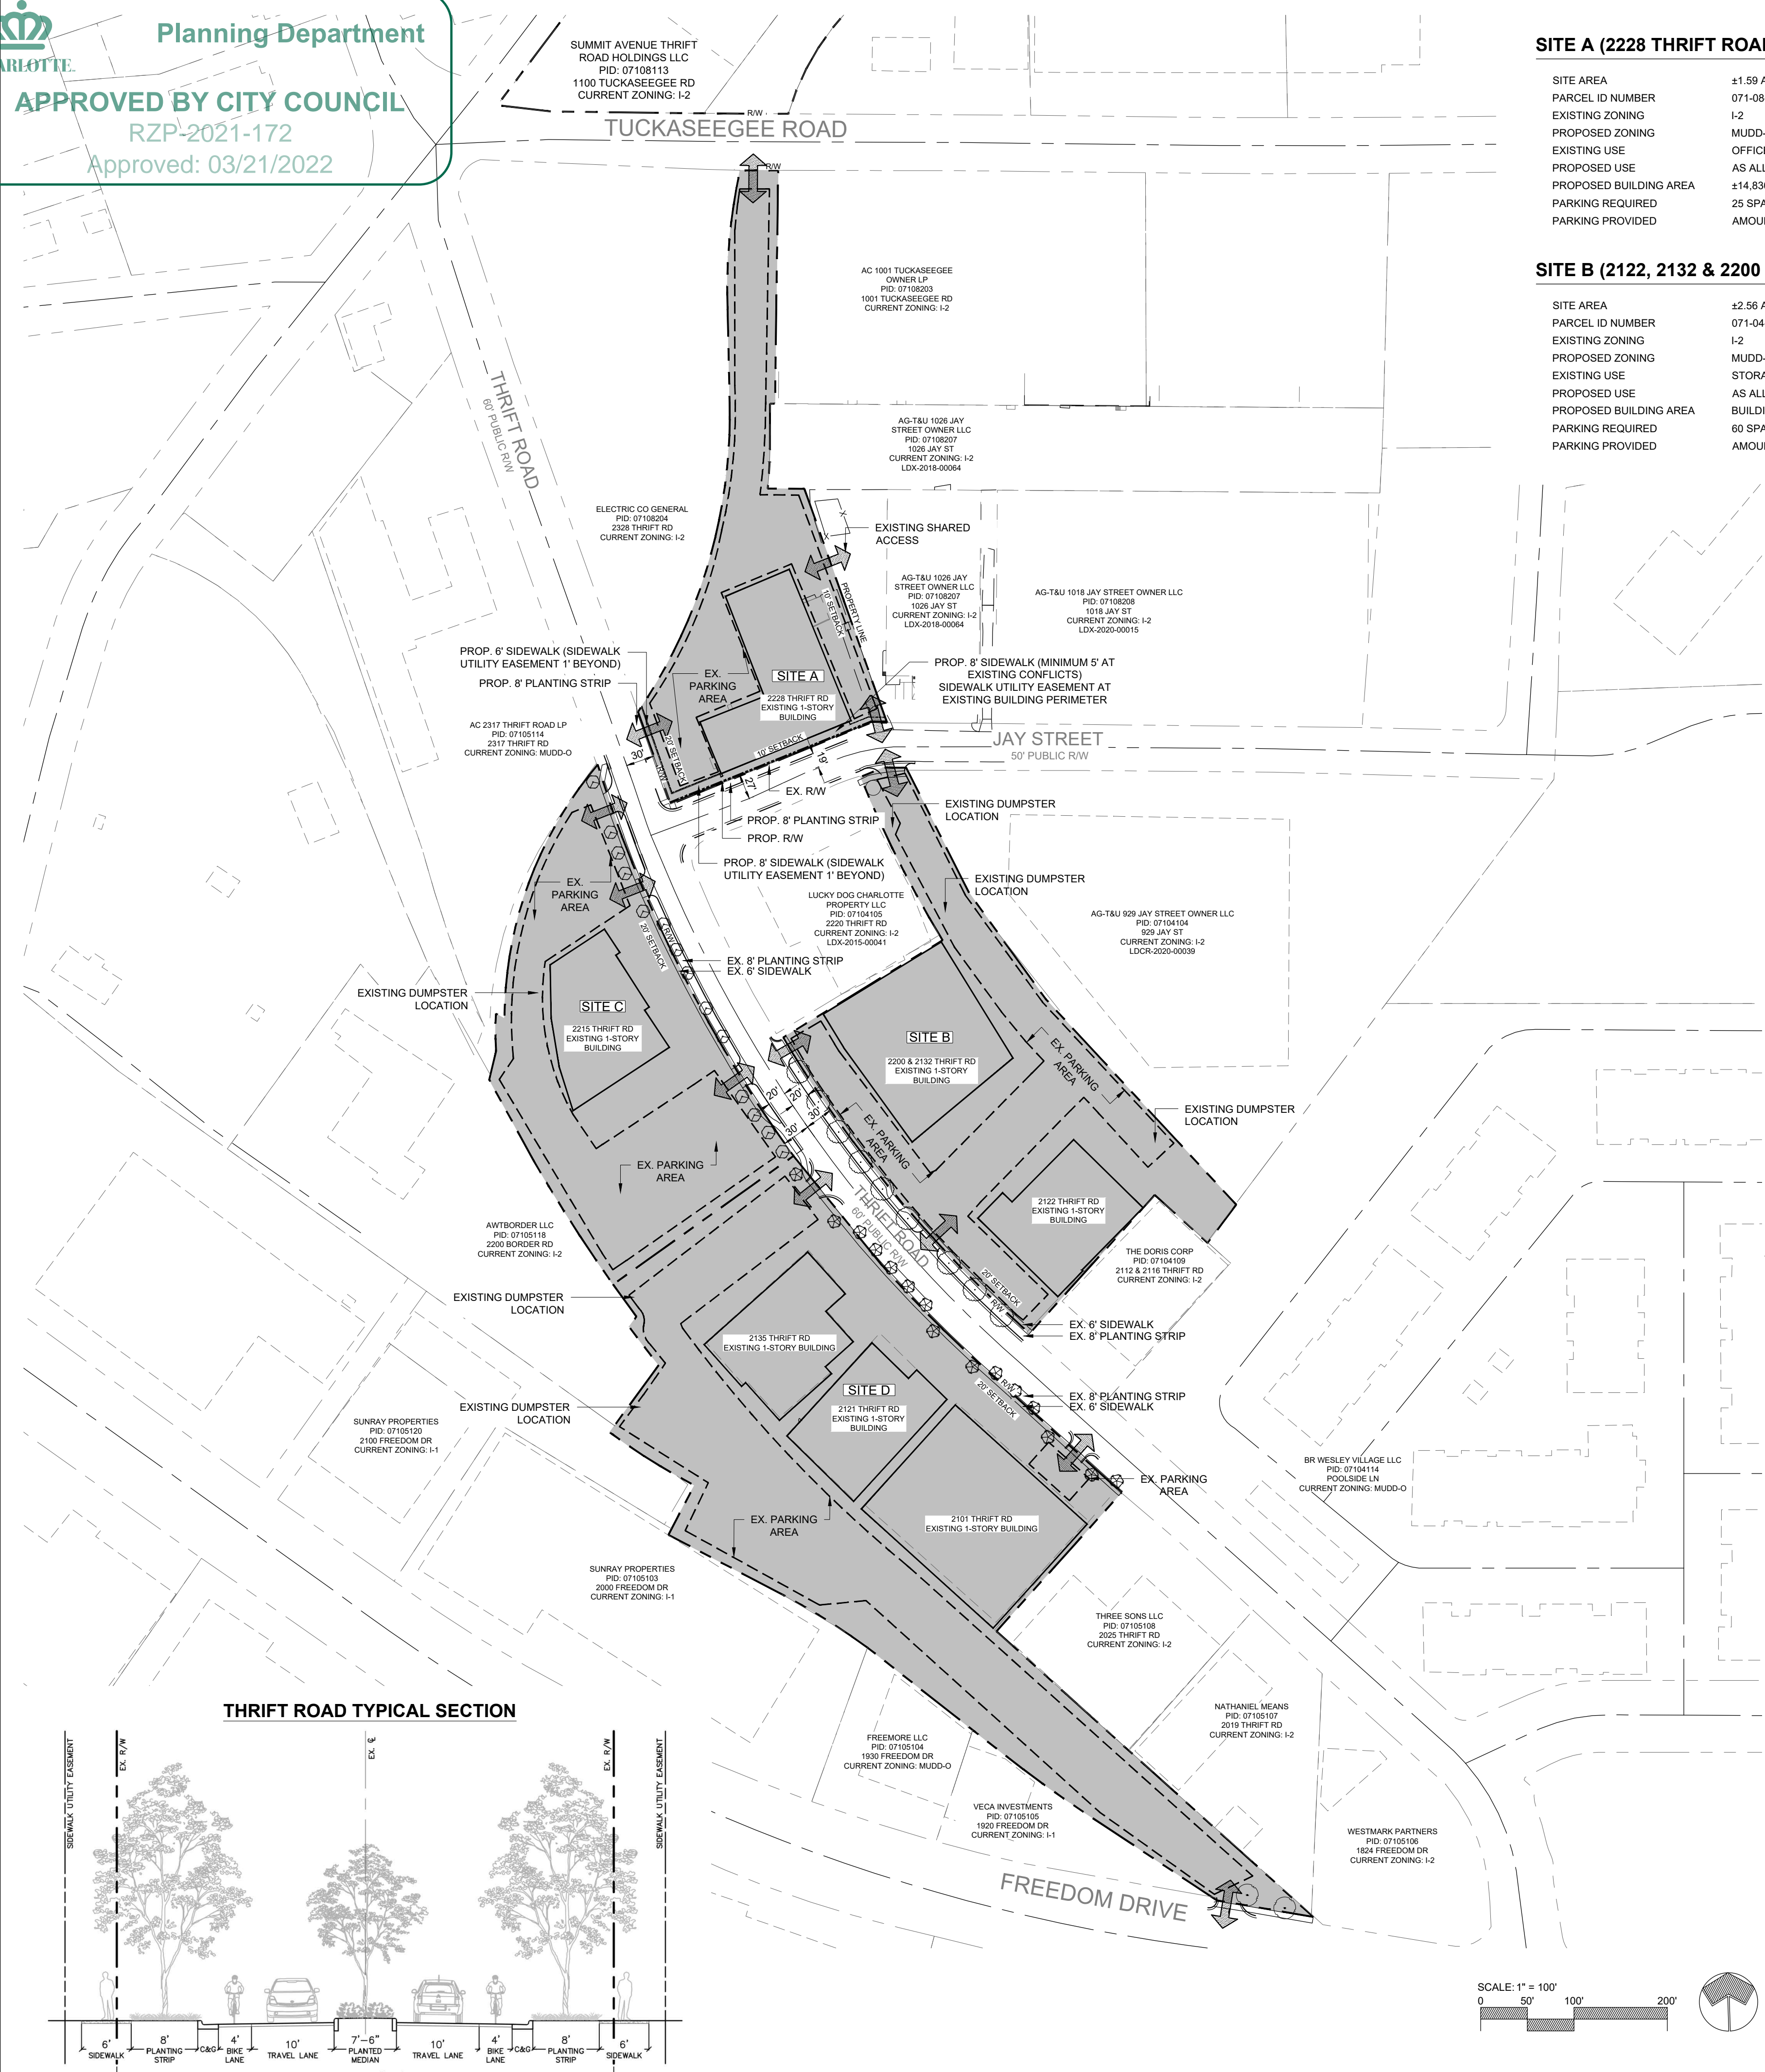 Planning Department
APPROVED BY CITY COUNCIL
RZP-2021-172
Approved: 03/21/2022
SUMMIT AVENUE THRIFT
ROAD HOLDINGS LLC
PID: 07108113
1100 TUCKASEEGEE RD
CURRENT ZONING: I-2
R/W
TUCKASEEGEE ROAD
R/W
SITE A (2228 THRIFT ROAD
SITE AREA ±1.59
PARCEL ID NUMBER 071-08
EXISTING ZONING I-2
PROPOSED ZONING MUDD-
EXISTING USE
PROPOSED USE AS
PROPOSED BUILDING AREA
PARKING REQUIRED 25
PARKING PROVIDED
SITE B (2122, 2132 & 2200
SITE AREA ±2.56
PARCEL ID NUMBER 071-04
EXISTING ZONING I-2
PROPOSED ZONING MUDD-
EXISTING USE
PROPOSED USE AS
PROPOSED BUILDING AREA
PARKING REQUIRED 60
PARKING PROVIDED
AC 1001 TUCKASEEGEE
OWNER LP
PID: 07108203
1001 TUCKASEEGEE RD
CURRENT ZONING: I-2
THRIFT ROAD
60' PUBLIC R/W
AG-T&U 1026 JAY
STREET OWNER LLC
PID: 07108207
1026 JAY ST
CURRENT ZONING: I-2
LDX-2018-00064
ELECTRIC CO GENERAL
PID: 07108204
2328 THRIFT RD
CURRENT ZONING: I-2
X
X
EXISTING SHARED
ACCESS
AG-T&U 1026 JAY
STREET OWNER LLC
PID: 07108207
1026 JAY ST
CURRENT ZONING: I-2
LDX-2018-00064
AG-T&U 1018 JAY STREET OWNER LLC
PID: 07108208
1018 JAY ST
CURRENT ZONING: I-2
LDX-2020-00015
PROPERTY LINE
10' SETBACK
PROP. 6' SIDEWALK (SIDEWALK
UTILITY EASEMENT 1' BEYOND)
PROP. 8' PLANTING STRIP
EX.
PARKING
AREA
SITE A
2228 THRIFT RD
EXISTING 1-STORY
BUILDING
PROP. 8' SIDEWALK (MINIMUM 5' AT
EXISTING CONFLICTS)
SIDEWALK UTILITY EASEMENT AT
EXISTING BUILDING PERIMETER
AC 2317 THRIFT ROAD LP
PID: 07105114
2317 THRIFT RD
CURRENT ZONING: MUDD-O
30'
20' SETBACK
R/W
10' SETBACK
19'
27'
JAY STREET
50' PUBLIC R/W
EX. R/W
PROP. 8' PLANTING STRIP
PROP. R/W
PROP. 8' SIDEWALK (SIDEWALK
UTILITY EASEMENT 1' BEYOND)
EXISTING DUMPSTER
LOCATION
EXISTING DUMPSTER
LOCATION
EX.
PARKING
AREA
LUCKY DOG CHARLOTTE
PROPERTY LLC
PID: 07104105
2220 THRIFT RD
CURRENT ZONING: I-2
LDX-2015-00041
AG-T&U 929 JAY STREET OWNER LLC
PID: 07104104
929 JAY ST
CURRENT ZONING: I-2
LDCR-2020-00039
R/W
20' SETBACK
EX. 8' PLANTING STRIP
EX. 6' SIDEWALK
EXISTING DUMPSTER
LOCATION
SITE C
2215 THRIFT RD
EXISTING 1-STORY
BUILDING
SITE B
2200 & 2132 THRIFT RD
EXISTING 1-STORY
BUILDING
EX. PARKING
AREA
EXISTING DUMPSTER
LOCATION
20'
20'
30'
30'
EX. PARKING
AREA
EX. PARKING
AREA
THRIFT ROAD
60' PUBLIC R/W
2122 THRIFT RD
EXISTING 1-STORY
BUILDING
AWTBORDER LLC
PID: 07105118
2200 BORDER RD
CURRENT ZONING: I-2
THE DORIS CORP
PID: 07104109
2112 & 2116 THRIFT RD
CURRENT ZONING: I-2
20' SETBACK
R/W
EXISTING DUMPSTER
LOCATION
EX. 6' SIDEWALK
EX. 8' PLANTING STRIP
2135 THRIFT RD
EXISTING 1-STORY BUILDING
SITE D
2121 THRIFT RD
EXISTING 1-STORY
BUILDING
R/W
20' SETBACK
EX. 8' PLANTING STRIP
EX. 6' SIDEWALK
EXISTING DUMPSTER
LOCATION
SUNRAY PROPERTIES
PID: 07105120
2100 FREEDOM DR
CURRENT ZONING: I-1
EX. PARKING
AREA
BR WESLEY VILLAGE LLC
PID: 07104114
POOLSIDE LN
CURRENT ZONING: MUDD-O
EX. PARKING
AREA
2101 THRIFT RD
EXISTING 1-STORY BUILDING
SUNRAY PROPERTIES
PID: 07105103
2000 FREEDOM DR
CURRENT ZONING: I-1
THREE SONS LLC
PID: 07105108
2025 THRIFT RD
CURRENT ZONING: I-2
NATHANIEL MEANS
PID: 07105107
2019 THRIFT RD
CURRENT ZONING: I-2
FREEMORE LLC
PID: 07105104
1930 FREEDOM DR
CURRENT ZONING: MUDD-O
VECA INVESTMENTS
PID: 07105105
1920 FREEDOM DR
CURRENT ZONING: I-1
WESTMARK PARTNERS
PID: 07105106
1824 FREEDOM DR
CURRENT ZONING: I-2
FREEDOM DRIVE
THRIFT ROAD TYPICAL SECTION
SIDEWALK UTILITY EASEMENT
EX. R/W
EX. ℄
EX. R/W
SIDEWALK UTILITY EASEMENT
6' SIDEWALK
8' PLANTING STRIP
C&G
4' BIKE LANE
10' TRAVEL LANE
7'-6" PLANTED MEDIAN
10' TRAVEL LANE
4' BIKE LANE
C&G
8' PLANTING STRIP
6' SIDEWALK
SCALE: 1" = 100'
0 50' 100' 200'